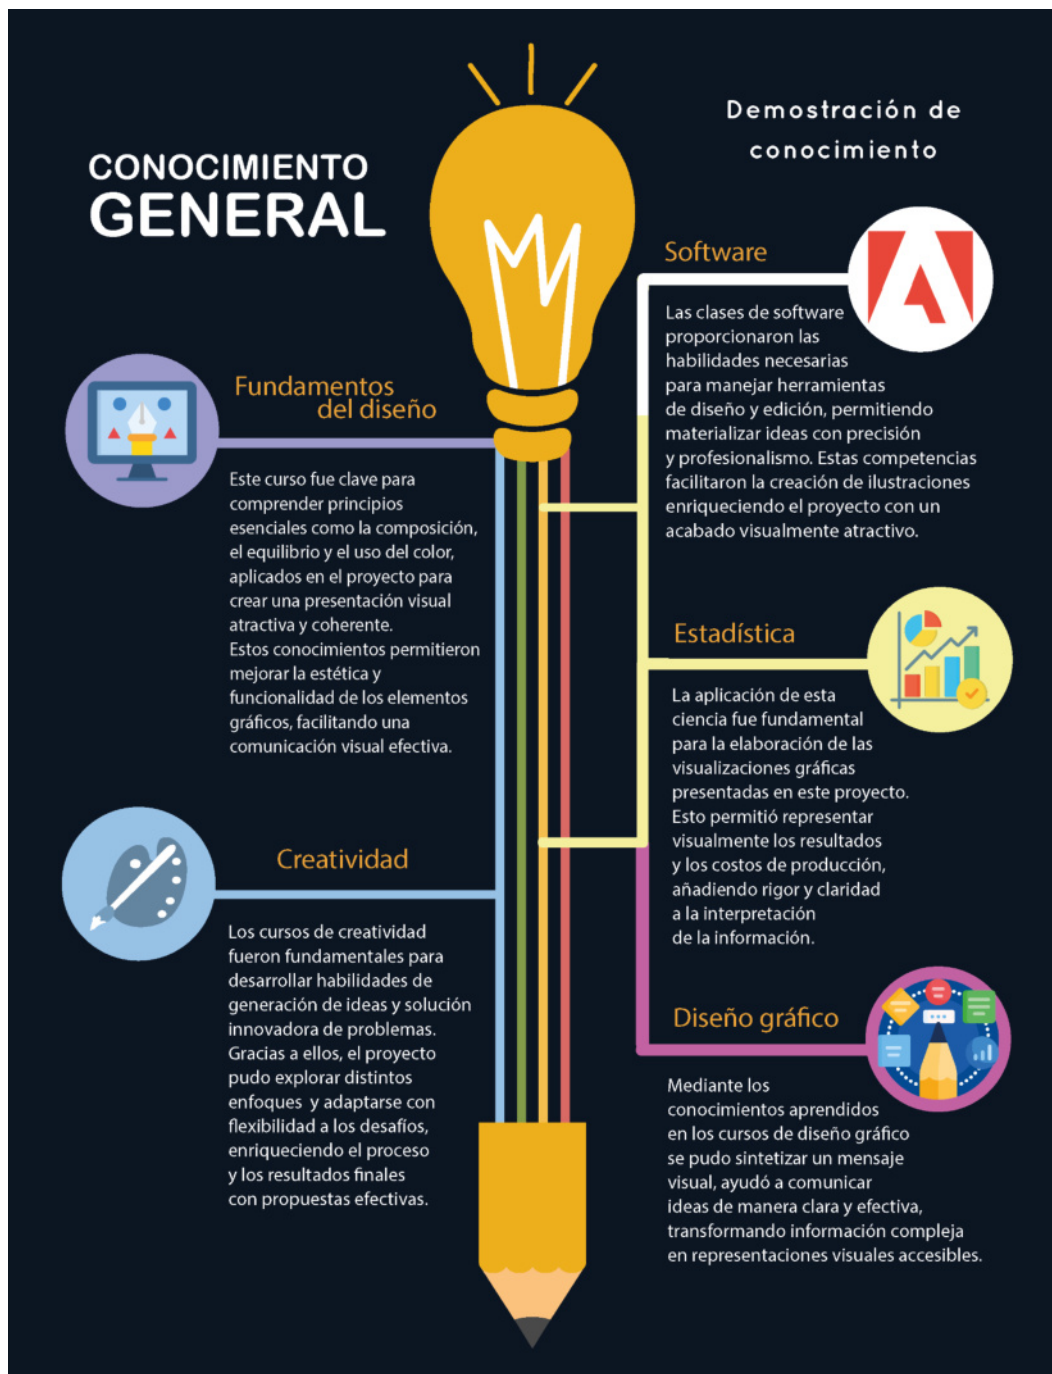 CONOCIMIENTO
GENERAL
Demostración de
conocimiento
Fundamentos
del diseño
Este curso fue clave para
comprender principios
esenciales como la composición,
el equilibrio y el uso del color,
aplicados en el proyecto para
crear una presentación visual
atractiva y coherente.
Estos conocimientos permitieron
mejorar la estética y
funcionalidad de los elementos
gráficos, facilitando una
comunicación visual efectiva.
Creatividad
Los cursos de creatividad
fueron fundamentales para
desarrollar habilidades de
generación de ideas y solución
innovadora de problemas.
Gracias a ellos, el proyecto
pudo explorar distintos
enfoques y adaptarse con
flexibilidad a los desafíos,
enriqueciendo el proceso
y los resultados finales
con propuestas efectivas.
Software
Las clases de software
proporcionaron las
habilidades necesarias
para manejar herramientas
de diseño y edición, permitiendo
materializar ideas con precisión
y profesionalismo. Estas competencias
facilitaron la creación de ilustraciones
enriqueciendo el proyecto con un
acabado visualmente atractivo.
Estadística
La aplicación de esta
ciencia fue fundamental
para la elaboración de las
visualizaciones gráficas
presentadas en este proyecto.
Esto permitió representar
visualmente los resultados
y los costos de producción,
añadiendo rigor y claridad
a la interpretación
de la información.
Diseño gráfico
Mediante los
conocimientos aprendidos
en los cursos de diseño gráfico
se pudo sintetizar un mensaje
visual, ayudó a comunicar
ideas de manera clara y efectiva,
transformando información compleja
en representaciones visuales accesibles.